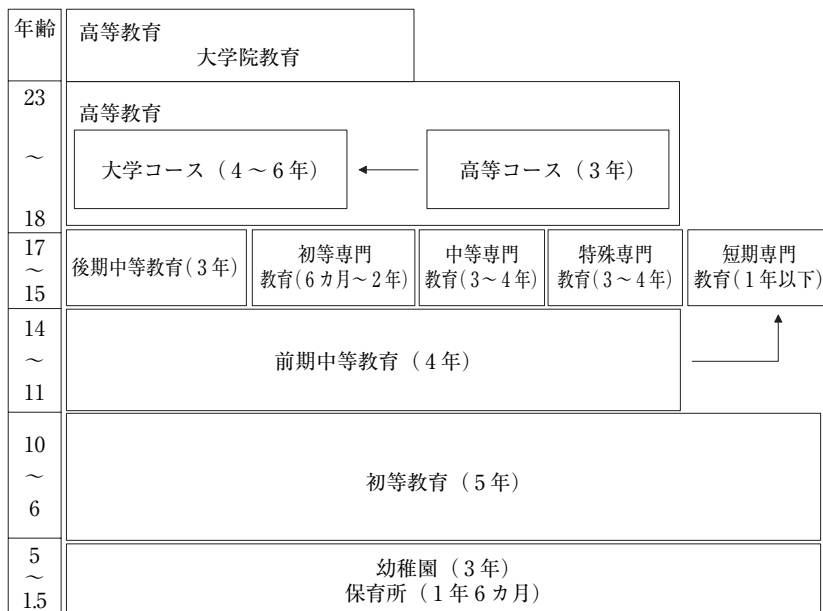 年齢
高等教育
大学院教育
23
～
18
高等教育
大学コース（4～6年）
高等コース（3年）
17
～
15
後期中等教育(3年)
初等専門
教育(6カ月～2年)
中等専門
教育(3～4年)
特殊専門
教育(3～4年)
短期専門
教育(1年以下)
14
～
11
前期中等教育（4年）
10
～
6
初等教育（5年）
5
～
1.5
幼稚園（3年）
保育所（1年6カ月）